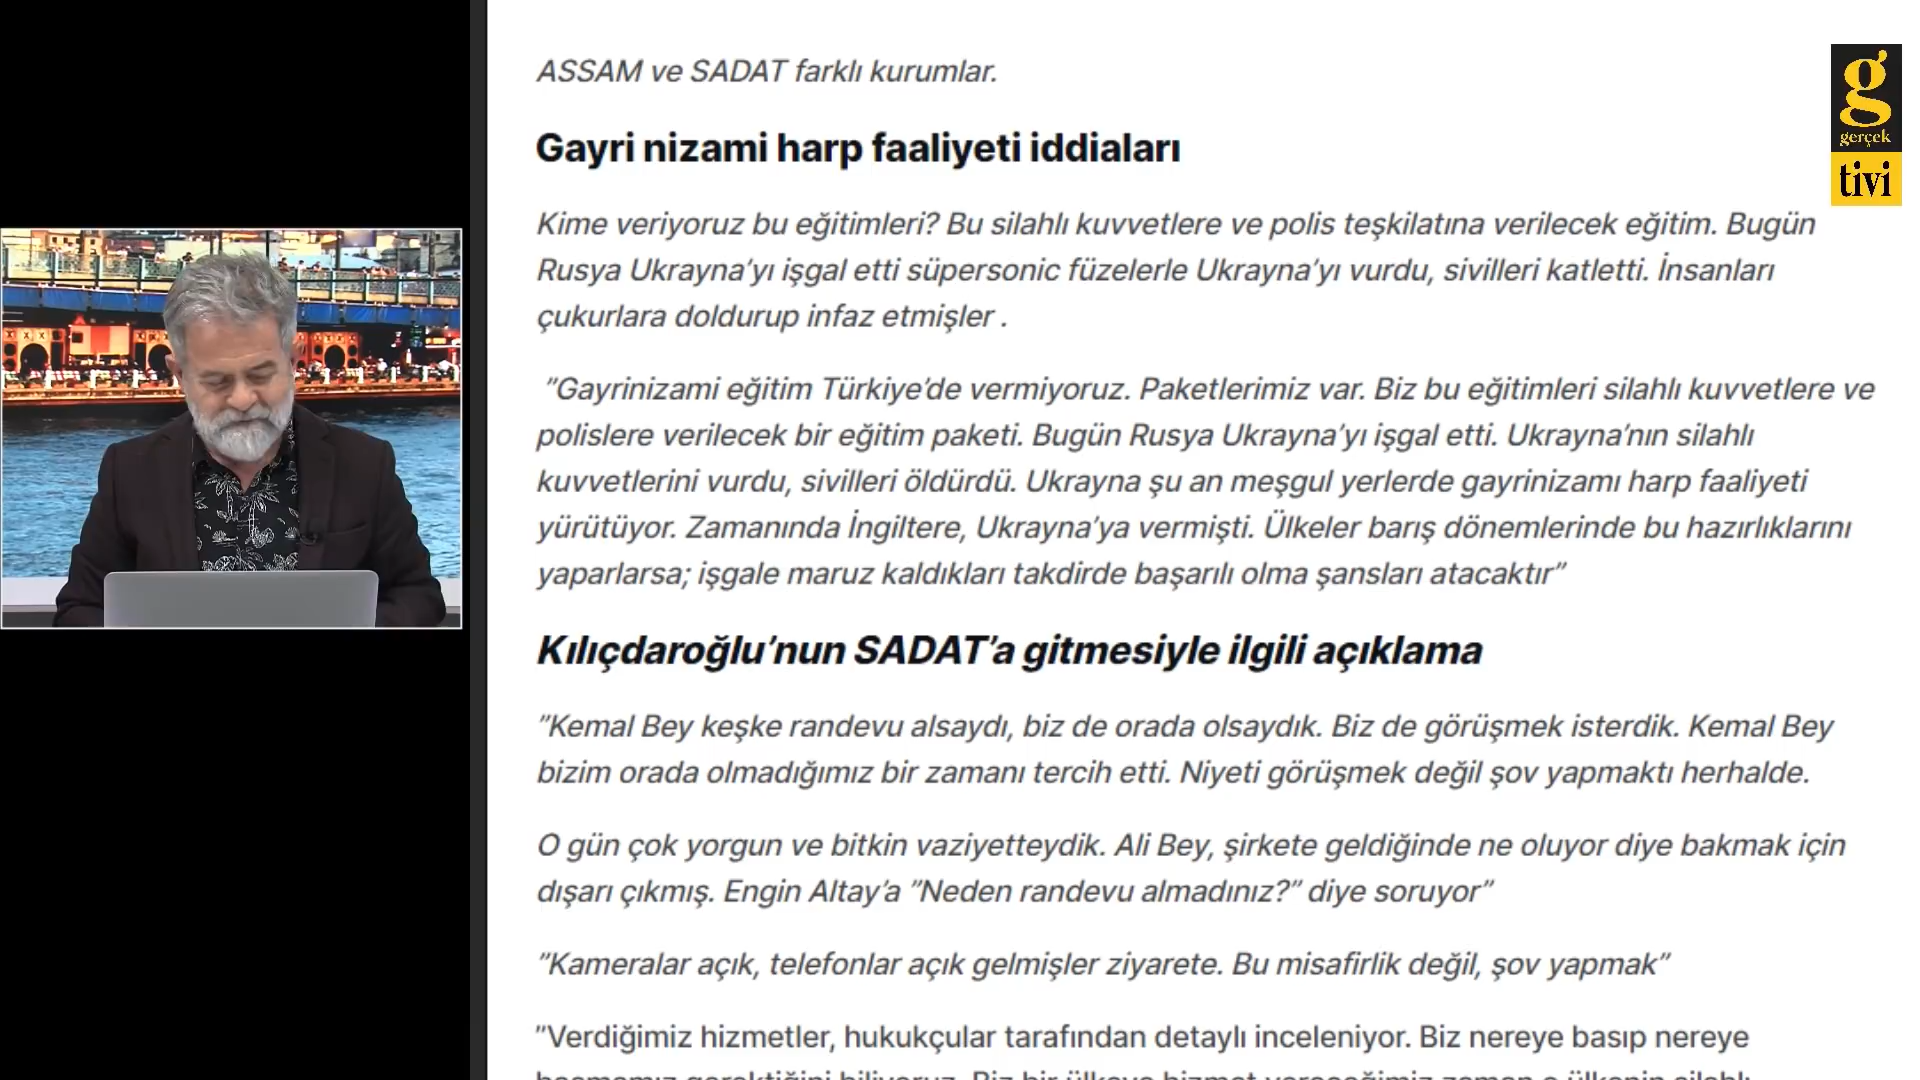 ASSAM ve SADAT farklı kurumlar.
Gayri nizami harp faaliyeti iddiaları
Kime veriyoruz bu eğitimleri? Bu silahlı kuvvetlere ve polis teşkilatına verilecek eğitim. Bugün
Rusya Ukrayna’yı işgal etti süpersonic füzelerle Ukrayna’yı vurdu, sivilleri katletti. İnsanları
çukurlara doldurup infaz etmişler .
”Gayrinizami eğitim Türkiye’de vermiyoruz. Paketlerimiz var. Biz bu eğitimleri silahlı kuvvetlere ve
polislere verilecek bir eğitim paketi. Bugün Rusya Ukrayna’yı işgal etti. Ukrayna’nın silahlı
kuvvetlerini vurdu, sivilleri öldürdü. Ukrayna şu an meşgul yerlerde gayrinizamı harp faaliyeti
yürütüyor. Zamanında İngiltere, Ukrayna’ya vermişti. Ülkeler barış dönemlerinde bu hazırlıklarını
yaparlarsa; işgale maruz kaldıkları takdirde başarılı olma şansları atacaktır”
Kılıçdaroğlu’nun SADAT’a gitmesiyle ilgili açıklama
”Kemal Bey keşke randevu alsaydı, biz de orada olsaydık. Biz de görüşmek isterdik. Kemal Bey
bizim orada olmadığımız bir zamanı tercih etti. Niyeti görüşmek değil şov yapmaktı herhalde.
O gün çok yorgun ve bitkin vaziyetteydik. Ali Bey, şirkete geldiğinde ne oluyor diye bakmak için
dışarı çıkmış. Engin Altay’a ”Neden randevu almadınız?” diye soruyor”
”Kameralar açık, telefonlar açık gelmişler ziyarete. Bu misafirlik değil, şov yapmak”
”Verdiğimiz hizmetler, hukukçular tarafından detaylı inceleniyor. Biz nereye basıp nereye
g
gerçek
tivi